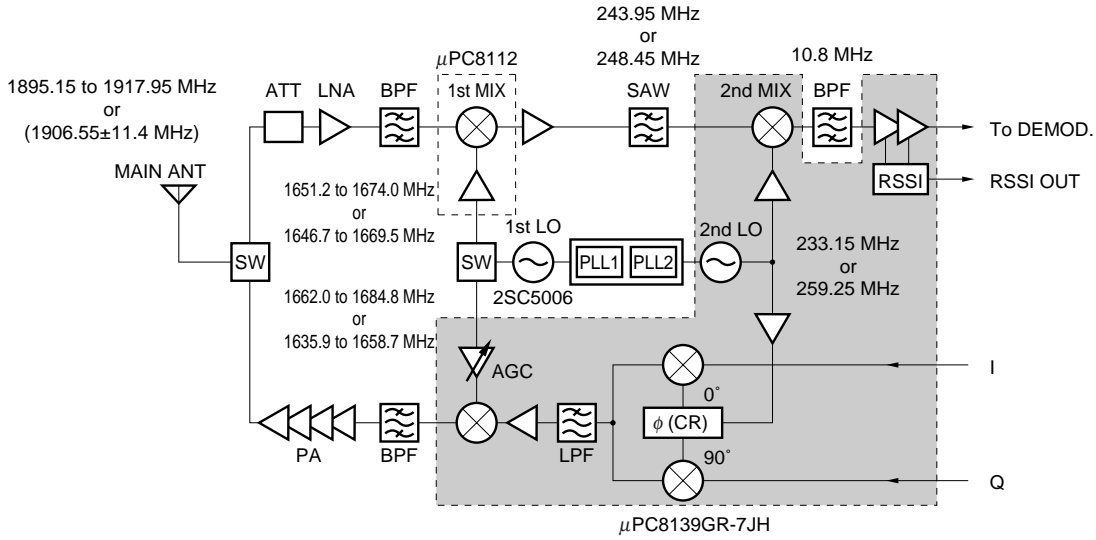 243.95 MHz
or
248.45 MHz
μPC8112
10.8 MHz
1895.15 to 1917.95 MHz
or
(1906.55±11.4 MHz)
ATT
LNA
BPF
1st MIX
SAW
2nd MIX
BPF
To DEMOD.
MAIN ANT
RSSI
RSSI OUT
1651.2 to 1674.0 MHz
or
1646.7 to 1669.5 MHz
1st LO
2nd LO
SW
SW
PLL1
PLL2
233.15 MHz
or
259.25 MHz
2SC5006
1662.0 to 1684.8 MHz
or
1635.9 to 1658.7 MHz
AGC
I
0˚
φ (CR)
PA
BPF
LPF
90˚
Q
μPC8139GR-7JH